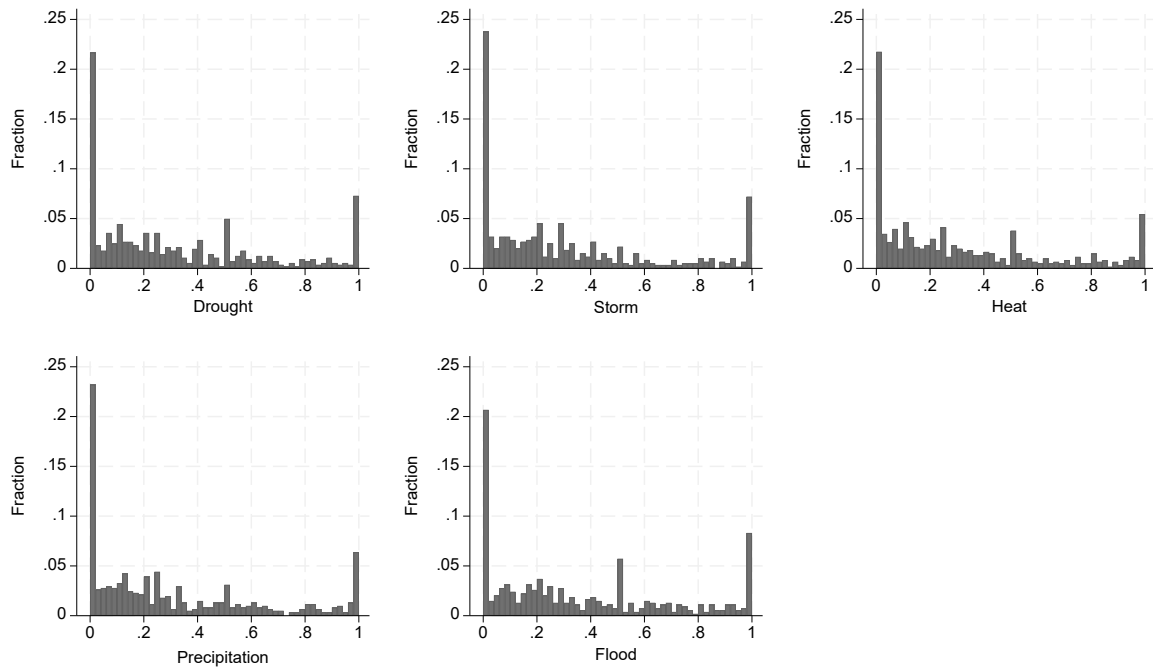 .25
.2
.15
.1
.05
0
Fraction
0 .2 .4 .6 .8 1
Drought
.25
.2
.15
.1
.05
0
Fraction
0 .2 .4 .6 .8 1
Storm
.25
.2
.15
.1
.05
0
Fraction
0 .2 .4 .6 .8 1
Heat
.25
.2
.15
.1
.05
0
Fraction
0 .2 .4 .6 .8 1
Precipitation
.25
.2
.15
.1
.05
0
Fraction
0 .2 .4 .6 .8 1
Flood